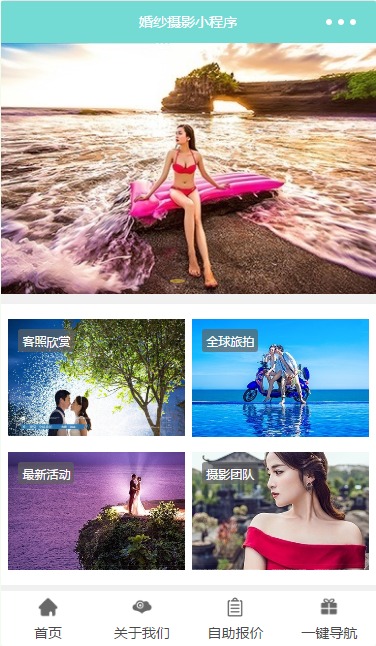 婚纱摄影小程序
客照欣赏
全球旅拍
最新活动
摄影团队
首页
关于我们
自助报价
一键导航